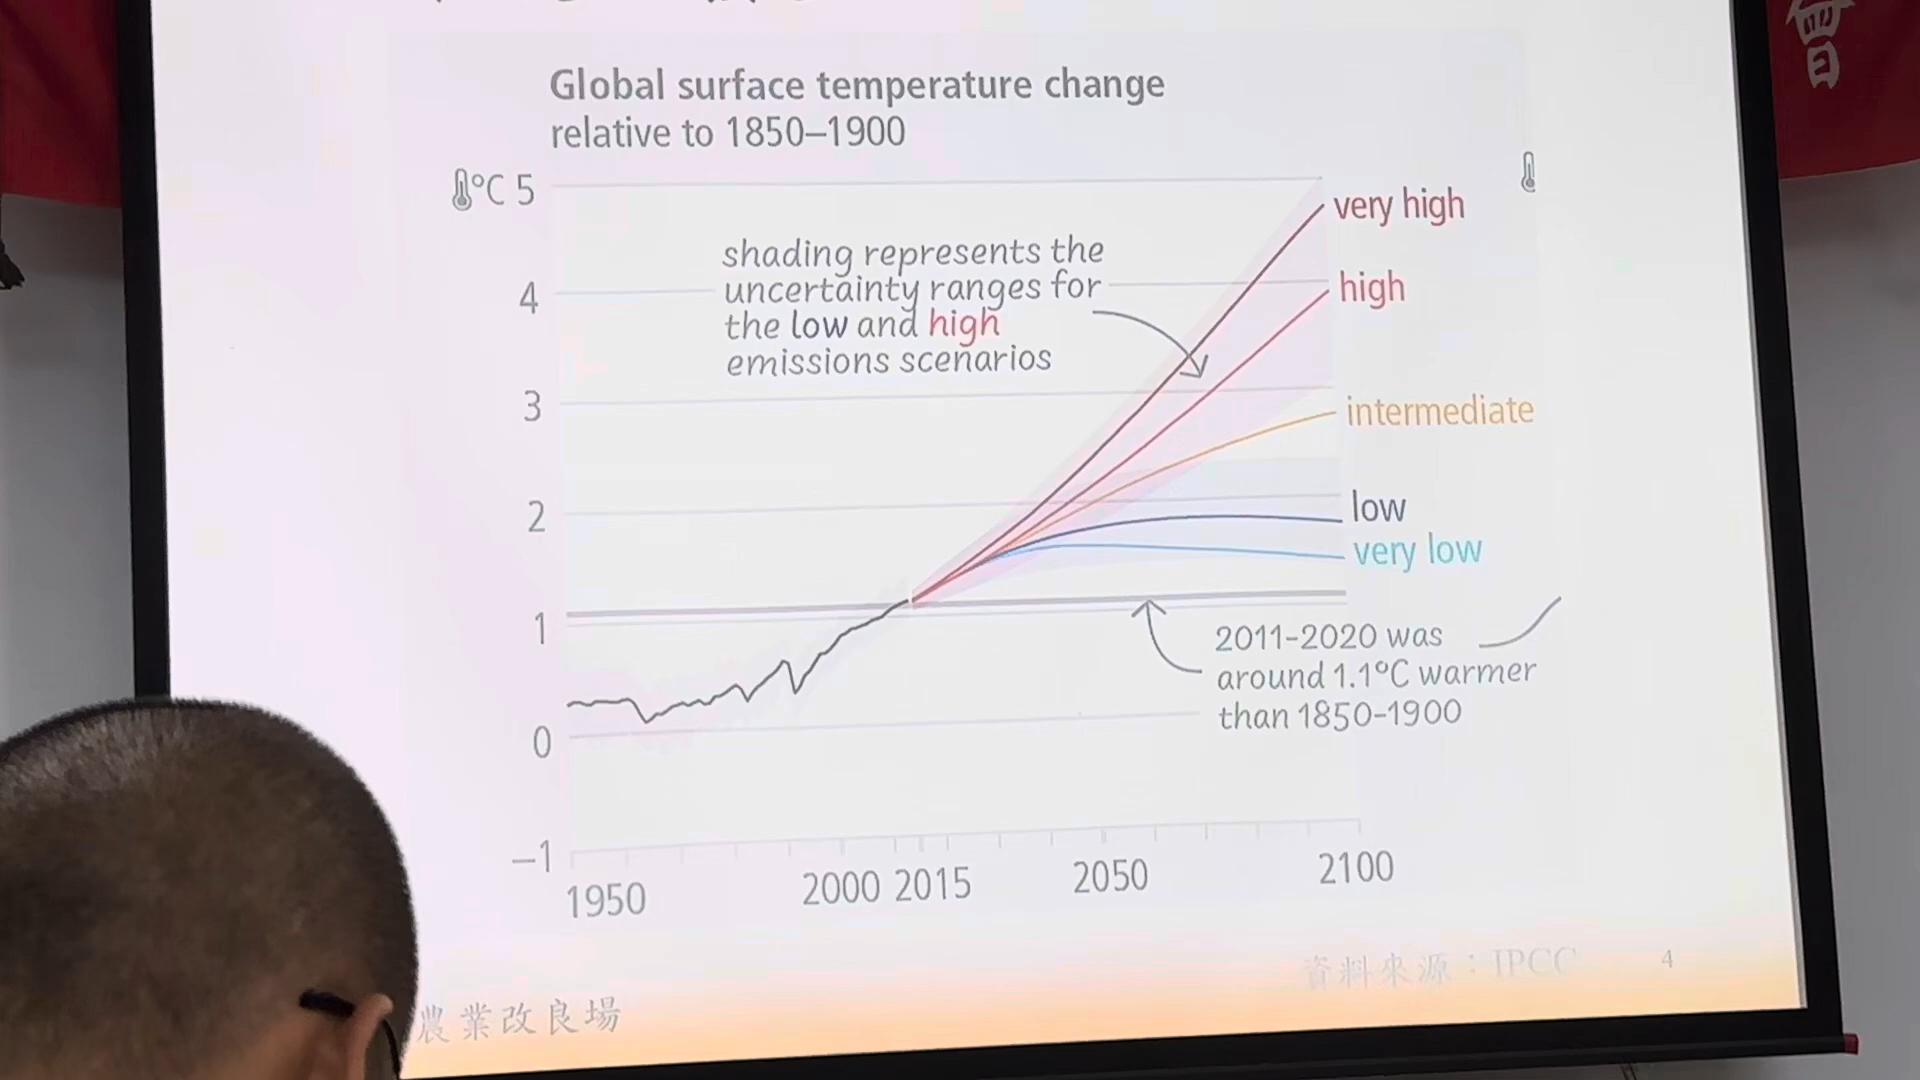 會
Global surface temperature change
relative to 1850–1900
°C 5
very high
shading represents the
uncertainty ranges for
the low and high
emissions scenarios
4
high
3
intermediate
2
low
very low
1
2011-2020 was
around 1.1°C warmer
than 1850-1900
0
–1
1950
2000 2015
2050
2100
資料來源：IPCC
4
農業改良場